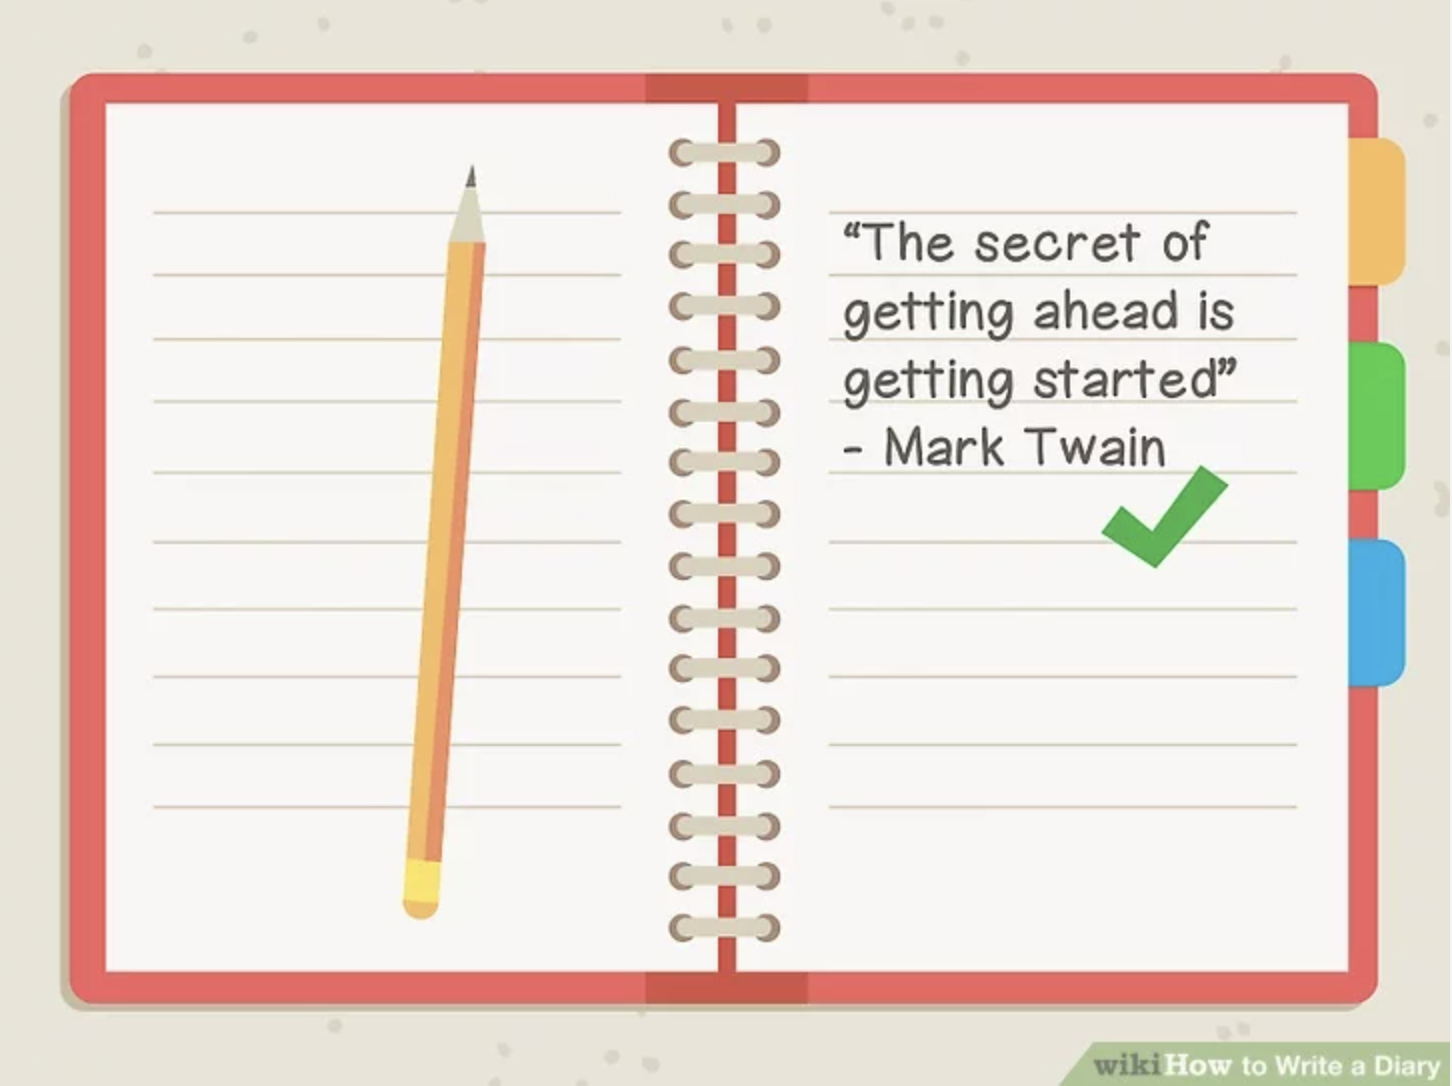 “The secret of
getting ahead is
getting started”
- Mark Twain
wikiHow to Write a Diary